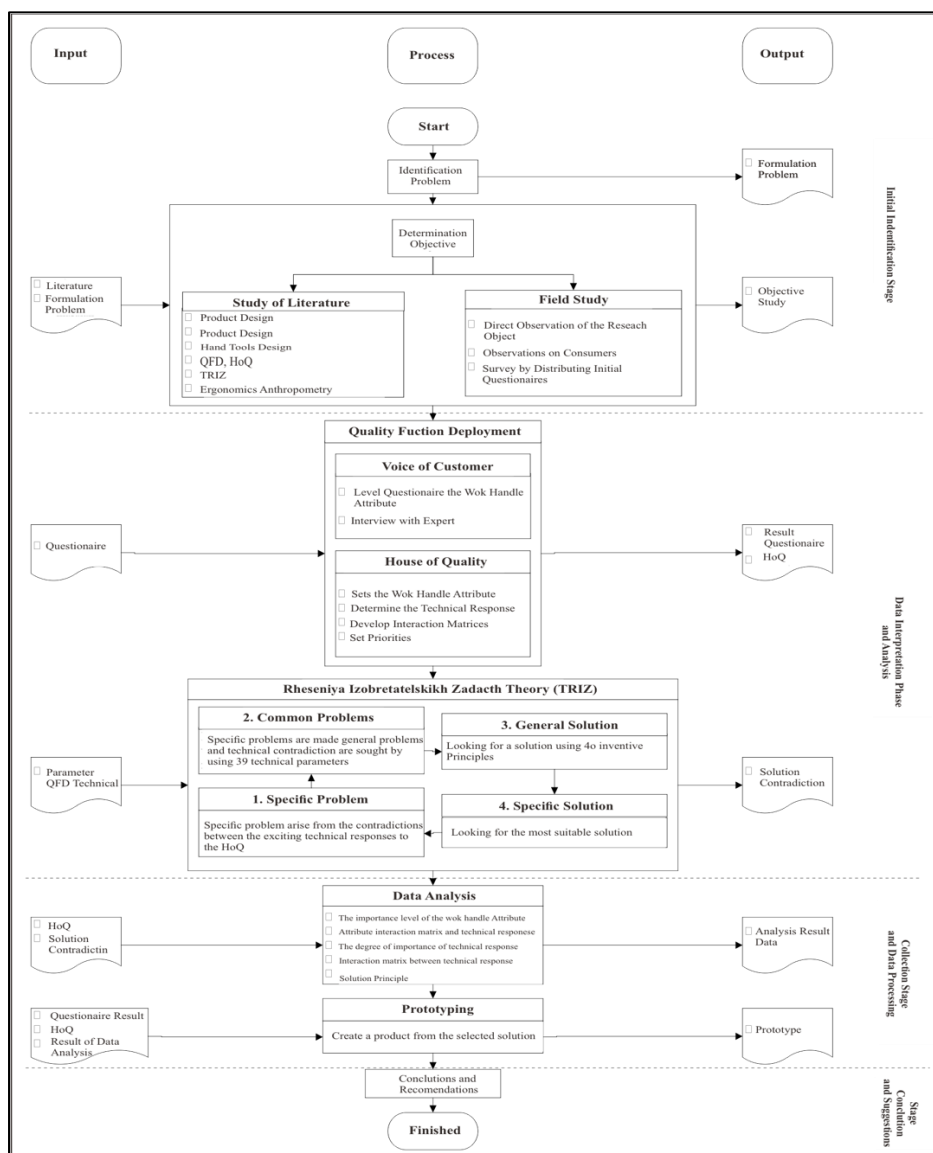 Input
Process
Output
Start
Identification
Problem
Formulation
Problem
Determination
Objective
Literature
Formulation
Problem
Study of Literature
Product Design
Product Design
Hand Tools Design
QFD, HoQ
TRIZ
Ergonomics Anthropometry
Field Study
Direct Observation of the Reseach
Object
Observations on Consumers
Survey by Distributing Initial
Questionaires
Objective
Study
Initial Indentification Stage
Quality Fuction Deployment
Voice of Customer
Level Questionaire the Wok Handle
Attribute
Interview with Expert
Questionaire
House of Quality
Sets the Wok Handle Attribute
Determine the Technical Response
Develop Interaction Matrices
Set Priorities
Result
Questionaire
HoQ
Rheseniya Izobretatelskikh Zadacth Theory (TRIZ)
2. Common Problems
Specific problems are made general problems
and technical contradiction are sought by
using 39 technical parameters
3. General Solution
Looking for a solution using 4o inventive
Principles
Parameter
QFD Technical
1. Specific Problem
Specific problem arise from the contradictions
between the exciting technical responses to
the HoQ
4. Specific Solution
Looking for the most suitable solution
Solution
Contradiction
Data Interpretation Phase
and Analysis
Data Analysis
The importance level of the wok handle Attribute
Attribute interaction matrix and technical responese
The degree of importance of technical response
Interaction matrix between technical response
Solution Principle
HoQ
Solution
Contradictin
Analysis Result
Data
Prototyping
Create a product from the selected solution
Questionaire Result
HoQ
Result of Data
Analysis
Prototype
Collection Stage
and Data Processing
Conclutions and
Recomendations
Finished
Stage
Conclution
and Suggestions